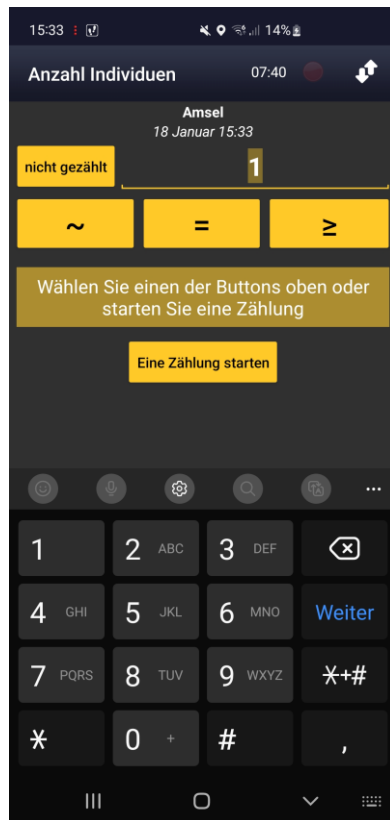 15:33 14%
Anzahl Individuen 07:40
Amsel
18 Januar 15:33
nicht gezählt 1
~ = ≥
Wählen Sie einen der Buttons oben oder
starten Sie eine Zählung
Eine Zählung starten
1 2 ABC 3 DEF
4 GHI 5 JKL 6 MNO Weiter
7 PQRS 8 TUV 9 WXYZ *+#
* 0 + # ,